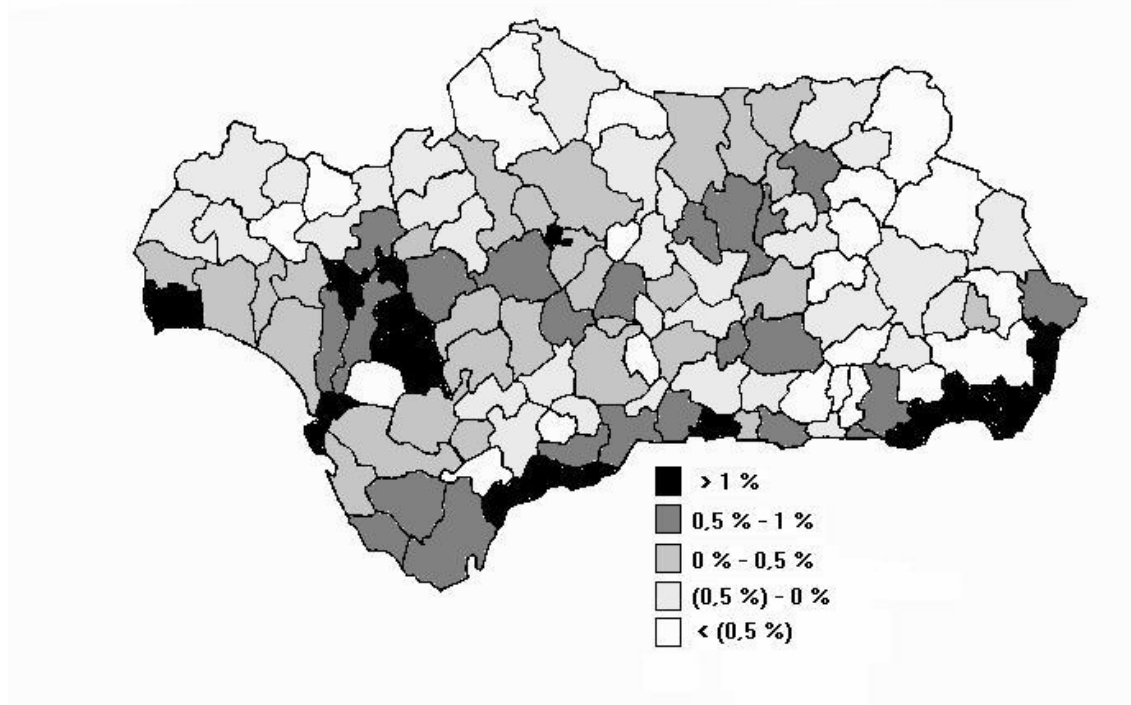 > 1 %
0,5 % - 1 %
0 % - 0,5 %
(0,5 %) - 0 %
< (0,5 %)